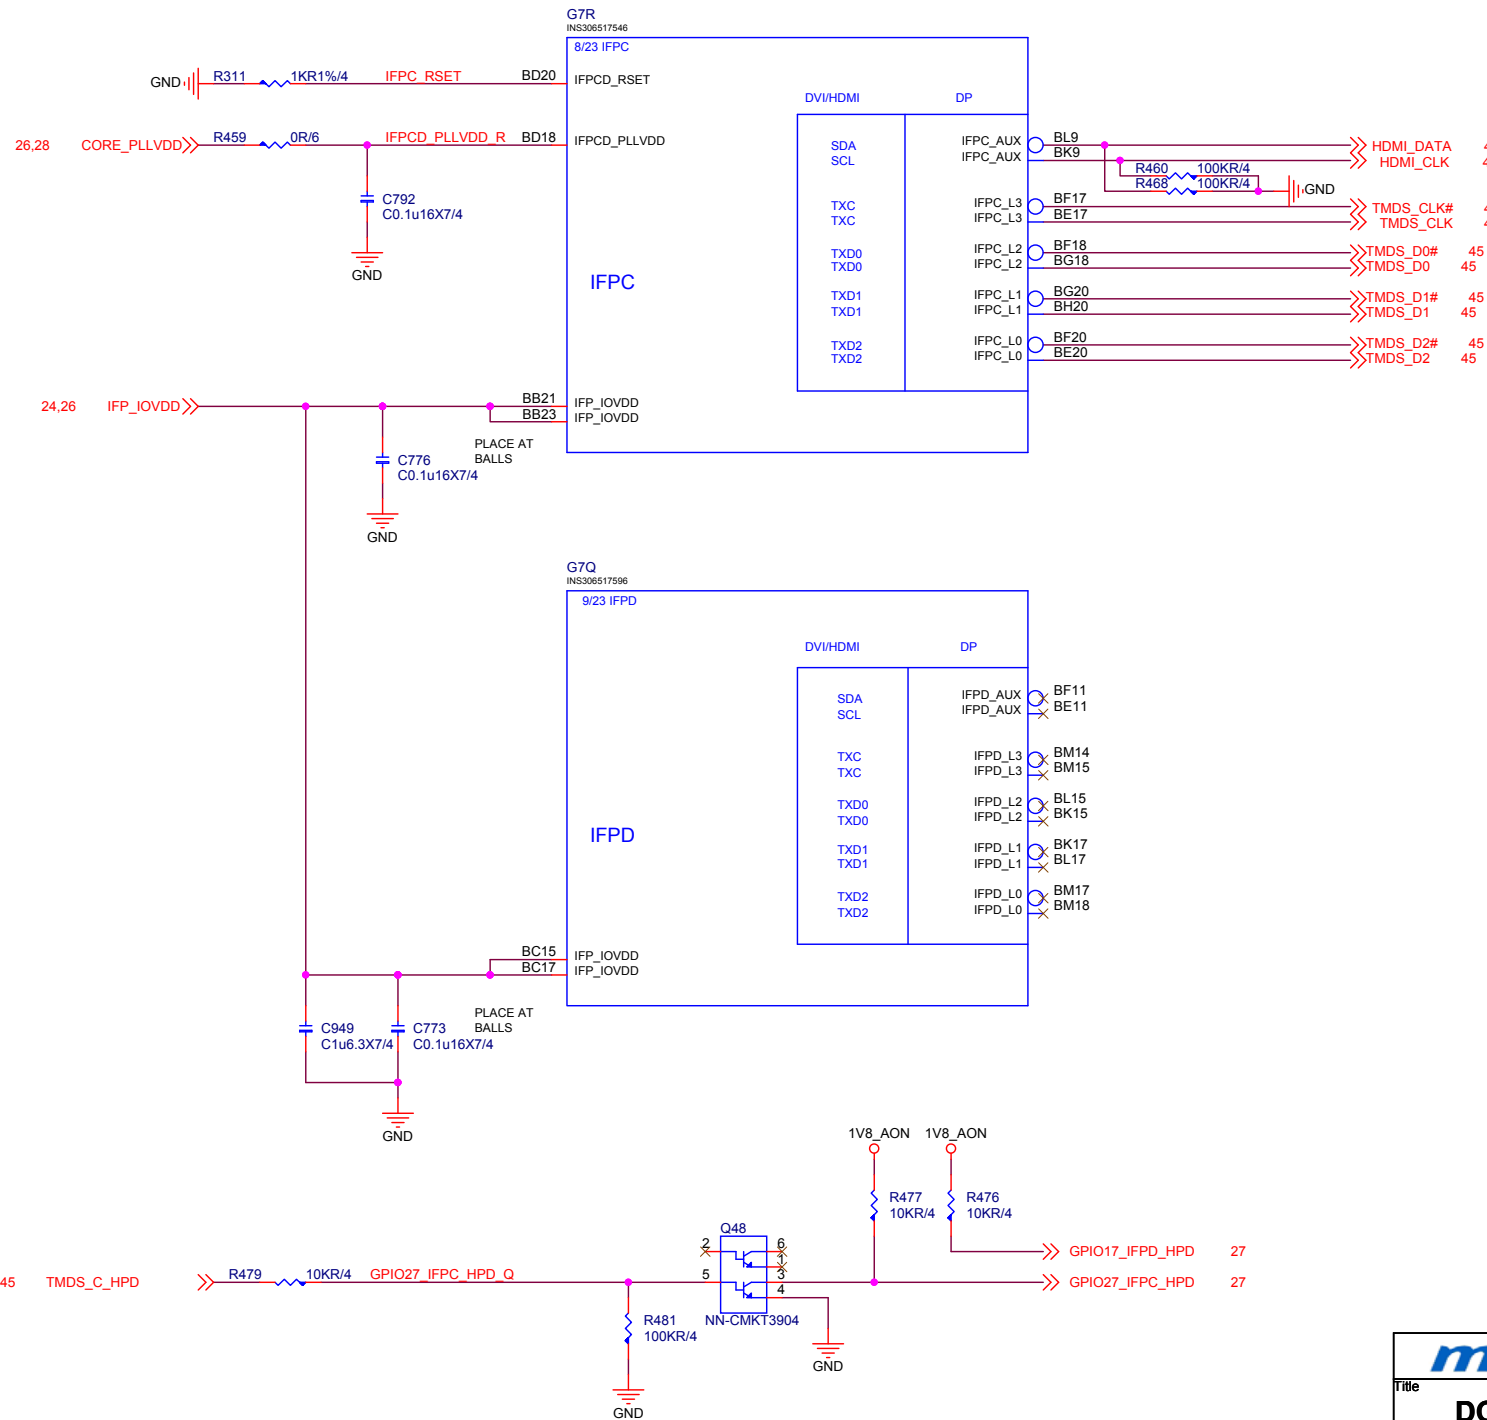 G7R
INS306517546
8/23 IFPC
GND R311 1KR1%/4 IFPC_RSET BD20 IFPCD_RSET
DVI/HDMI DP
26,28 CORE_PLLVDD R459 0R/6 IFPCD_PLLVDD_R BD18 IFPCD_PLLVDD
SDA IFPC_AUX BL9 HDMI_DATA
SCL IFPC_AUX BK9 HDMI_CLK
R460 100KR/4
R468 100KR/4 GND
C792
C0.1u16X7/4
GND
TXC IFPC_L3 BF17 TMDS_CLK#
TXC IFPC_L3 BE17 TMDS_CLK
TXD0 IFPC_L2 BF18 TMDS_D0# 45
TXD0 IFPC_L2 BG18 TMDS_D0 45
IFPC
TXD1 IFPC_L1 BG20 TMDS_D1# 45
TXD1 IFPC_L1 BH20 TMDS_D1 45
TXD2 IFPC_L0 BF20 TMDS_D2# 45
TXD2 IFPC_L0 BE20 TMDS_D2 45
24,26 IFP_IOVDD BB21 IFP_IOVDD
BB23 IFP_IOVDD
PLACE AT
BALLS
C776
C0.1u16X7/4
GND
G7Q
INS306517596
9/23 IFPD
DVI/HDMI DP
SDA IFPD_AUX BF11
SCL IFPD_AUX BE11
TXC IFPD_L3 BM14
TXC IFPD_L3 BM15
TXD0 IFPD_L2 BL15
TXD0 IFPD_L2 BK15
IFPD
TXD1 IFPD_L1 BK17
TXD1 IFPD_L1 BL17
TXD2 IFPD_L0 BM17
TXD2 IFPD_L0 BM18
BC15 IFP_IOVDD
BC17 IFP_IOVDD
PLACE AT
BALLS
C949
C1u6.3X7/4
C773
C0.1u16X7/4
GND
1V8_AON 1V8_AON
R477
10KR/4
R476
10KR/4
Q48
2 6
1
5 3
4
NN-CMKT3904
GPIO17_IFPD_HPD 27
45 TMDS_C_HPD R479 10KR/4 GPIO27_IFPC_HPD_Q GPIO27_IFPC_HPD 27
R481
100KR/4
GND
GND
Title